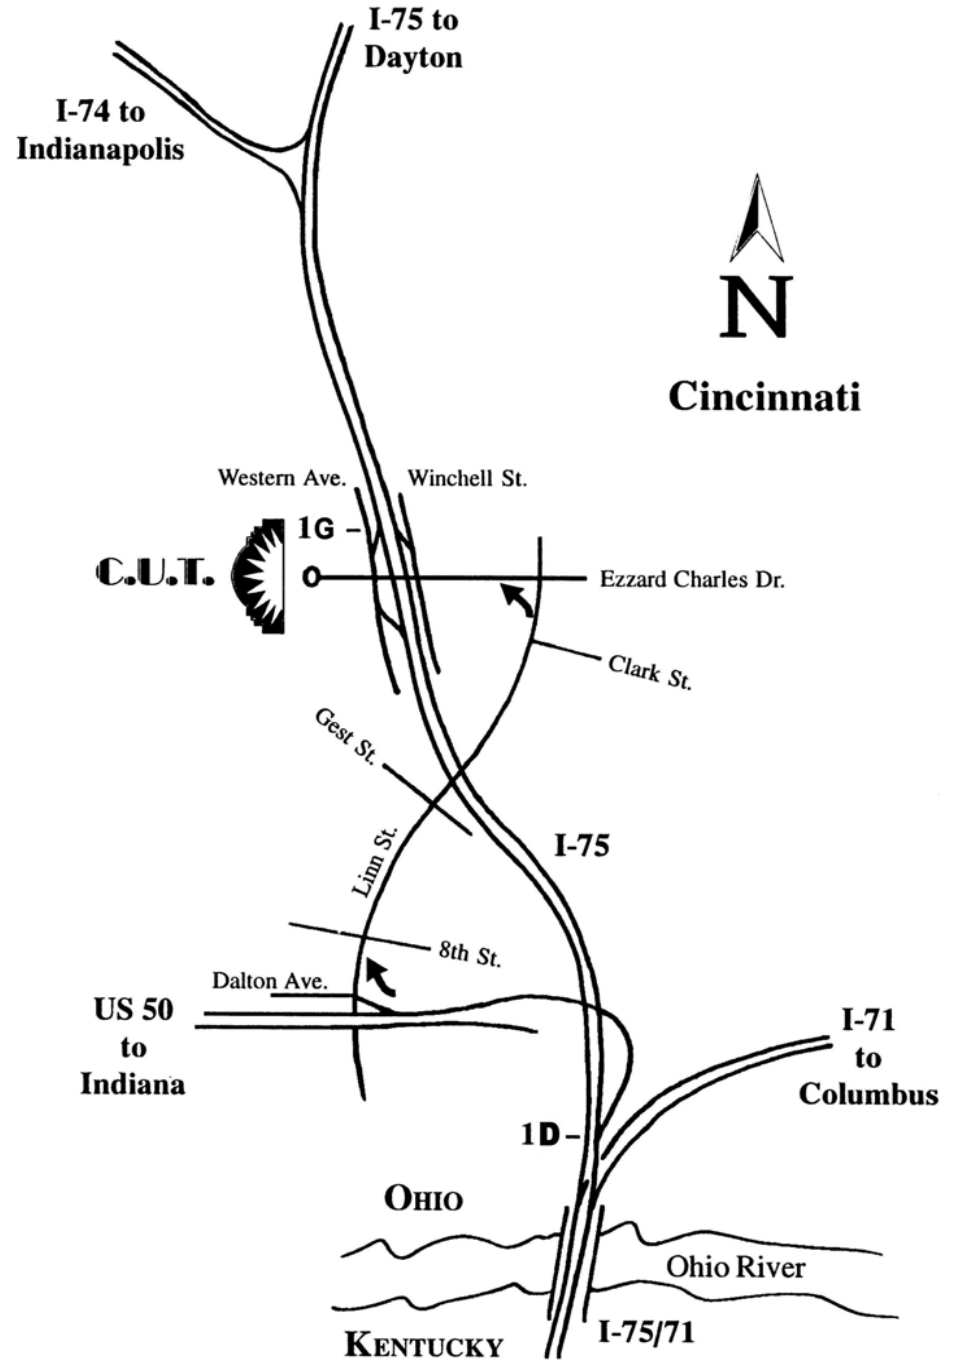 I-75 to
Dayton
I-74 to
Indianapolis
N
Cincinnati
Western Ave.
Winchell St.
1G
C.U.T.
Ezzard Charles Dr.
Clark St.
Gest St.
I-75
Linn St.
8th St.
Dalton Ave.
US 50
to
Indiana
I-71
to
Columbus
1D
OHIO
Ohio River
I-75/71
KENTUCKY